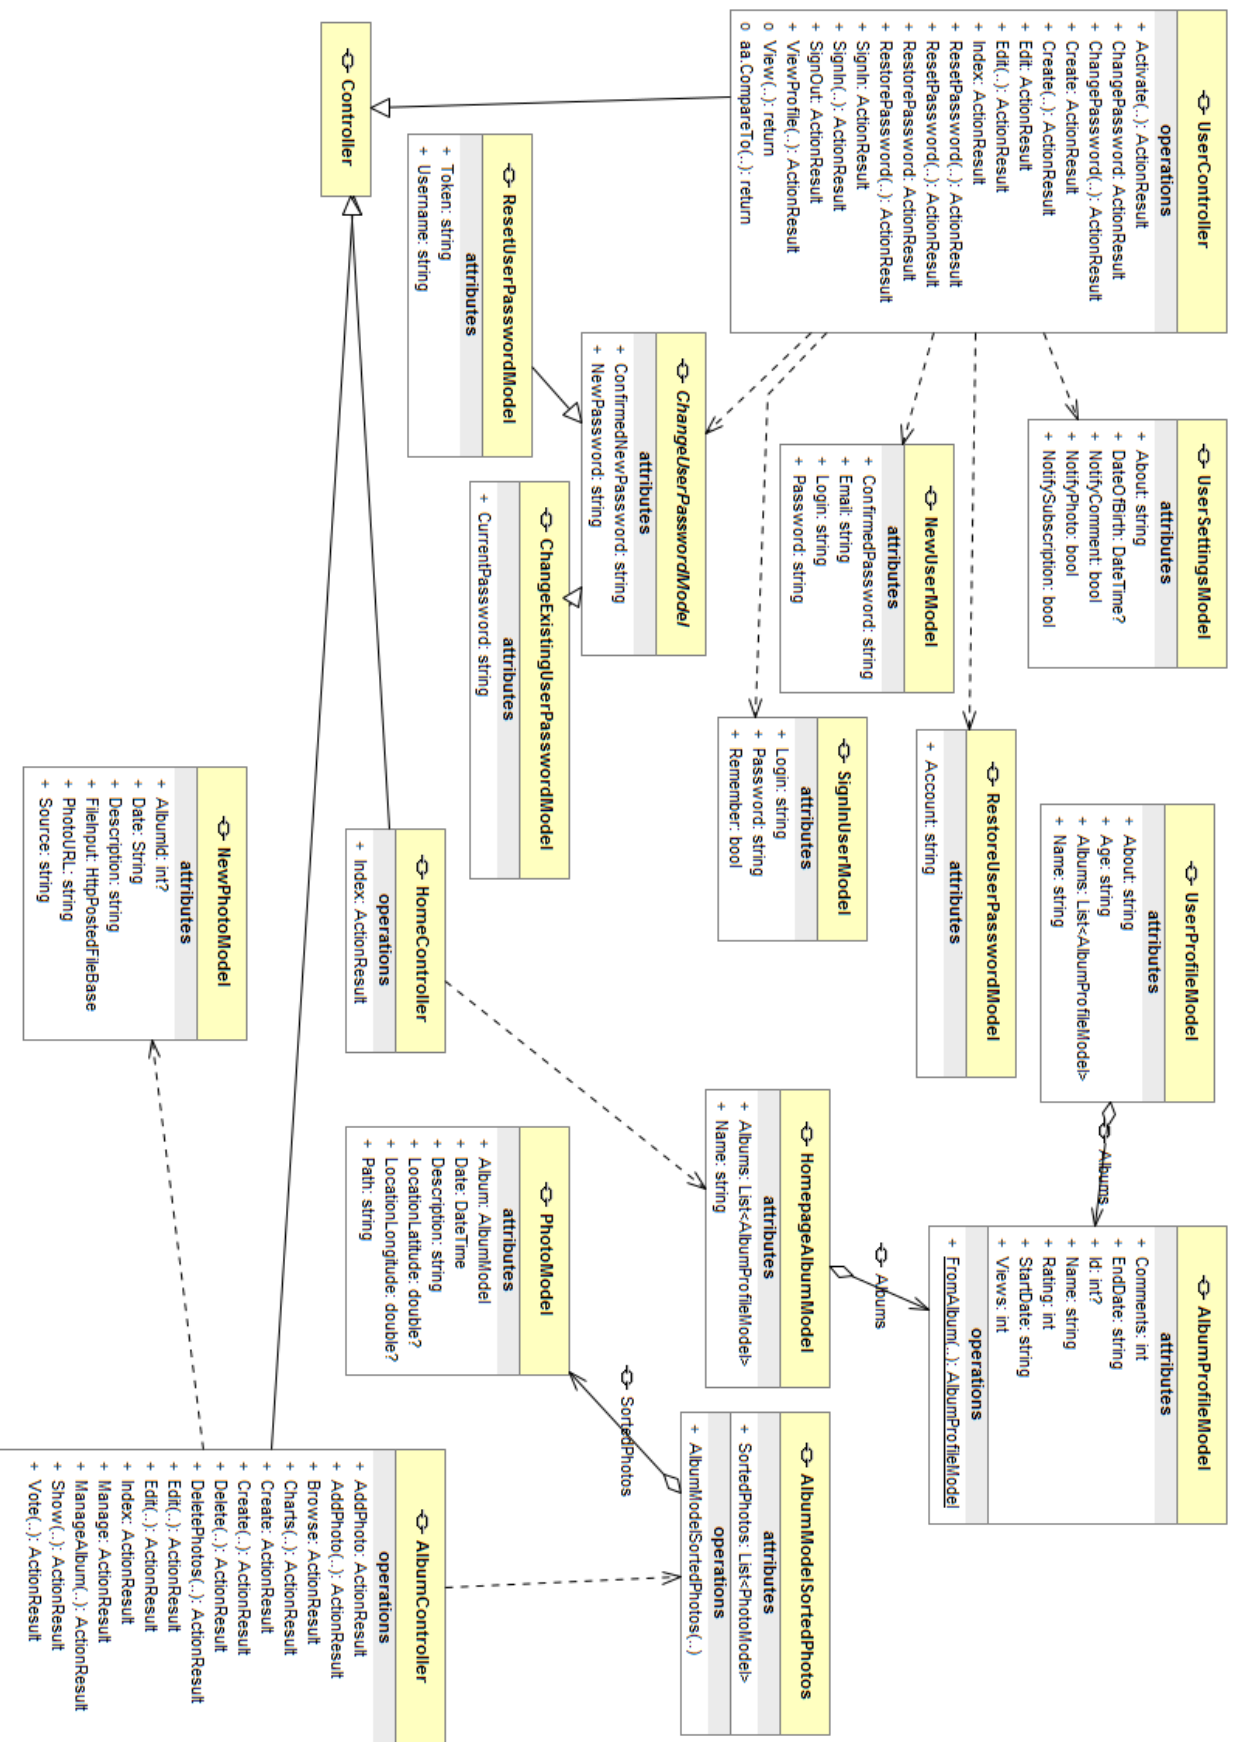 UserController
operations
+ Activate(..): ActionResult
+ ChangePassword: ActionResult
+ ChangePassword(..): ActionResult
+ Create: ActionResult
+ Create(..): ActionResult
+ Edit: ActionResult
+ Edit(..): ActionResult
+ Index: ActionResult
+ ResetPassword(..): ActionResult
+ ResetPassword(..): ActionResult
+ RestorePassword: ActionResult
+ RestorePassword(..): ActionResult
+ SignIn: ActionResult
+ SignIn(..): ActionResult
+ SignOut: ActionResult
+ ViewProfile(..): ActionResult
o View(..): return
o aa.CompareTo(..): return
UserSettingsModel
attributes
+ About: string
+ DateOfBirth: DateTime?
+ NotifyComment: bool
+ NotifyPhoto: bool
+ NotifySubscription: bool
UserProfileModel
attributes
+ About: string
+ Age: string
+ Albums: List<AlbumProfileModel>
+ Name: string
Albums
AlbumProfileModel
attributes
+ Comments: int
+ EndDate: string
+ Id: int?
+ Name: string
+ Rating: int
+ StartDate: string
+ Views: int
operations
+ FromAlbum(..): AlbumProfileModel
RestoreUserPasswordModel
attributes
+ Account: string
NewUserModel
attributes
+ ConfirmedPassword: string
+ Email: string
+ Login: string
+ Password: string
SignInUserModel
attributes
+ Login: string
+ Password: string
+ Remember: bool
Albums
HomepageAlbumModel
attributes
+ Albums: List<AlbumProfileModel>
+ Name: string
AlbumModelSortedPhotos
attributes
+ SortedPhotos: List<PhotoModel>
operations
+ AlbumModelSortedPhotos(..)
ChangeUserPasswordModel
attributes
+ ConfirmedNewPassword: string
+ NewPassword: string
SortedPhotos
ResetUserPasswordModel
attributes
+ Token: string
+ Username: string
ChangeExistingUserPasswordModel
attributes
+ CurrentPassword: string
PhotoModel
attributes
+ Album: AlbumModel
+ Date: DateTime
+ Description: string
+ LocationLatitude: double?
+ LocationLongitude: double?
+ Path: string
Controller
HomeController
operations
+ Index: ActionResult
AlbumController
operations
+ AddPhoto: ActionResult
+ AddPhoto(..): ActionResult
+ Browse: ActionResult
+ Charts(..): ActionResult
+ Create: ActionResult
+ Create(..): ActionResult
+ Delete(..): ActionResult
+ DeletePhotos(..): ActionResult
+ Edit(..): ActionResult
+ Edit(..): ActionResult
+ Index: ActionResult
+ Manage: ActionResult
+ ManageAlbum(..): ActionResult
+ Show(..): ActionResult
+ Vote(..): ActionResult
NewPhotoModel
attributes
+ AlbumId: int?
+ Date: String
+ Description: string
+ FileInput: HttpPostedFileBase
+ PhotoURL: string
+ Source: string